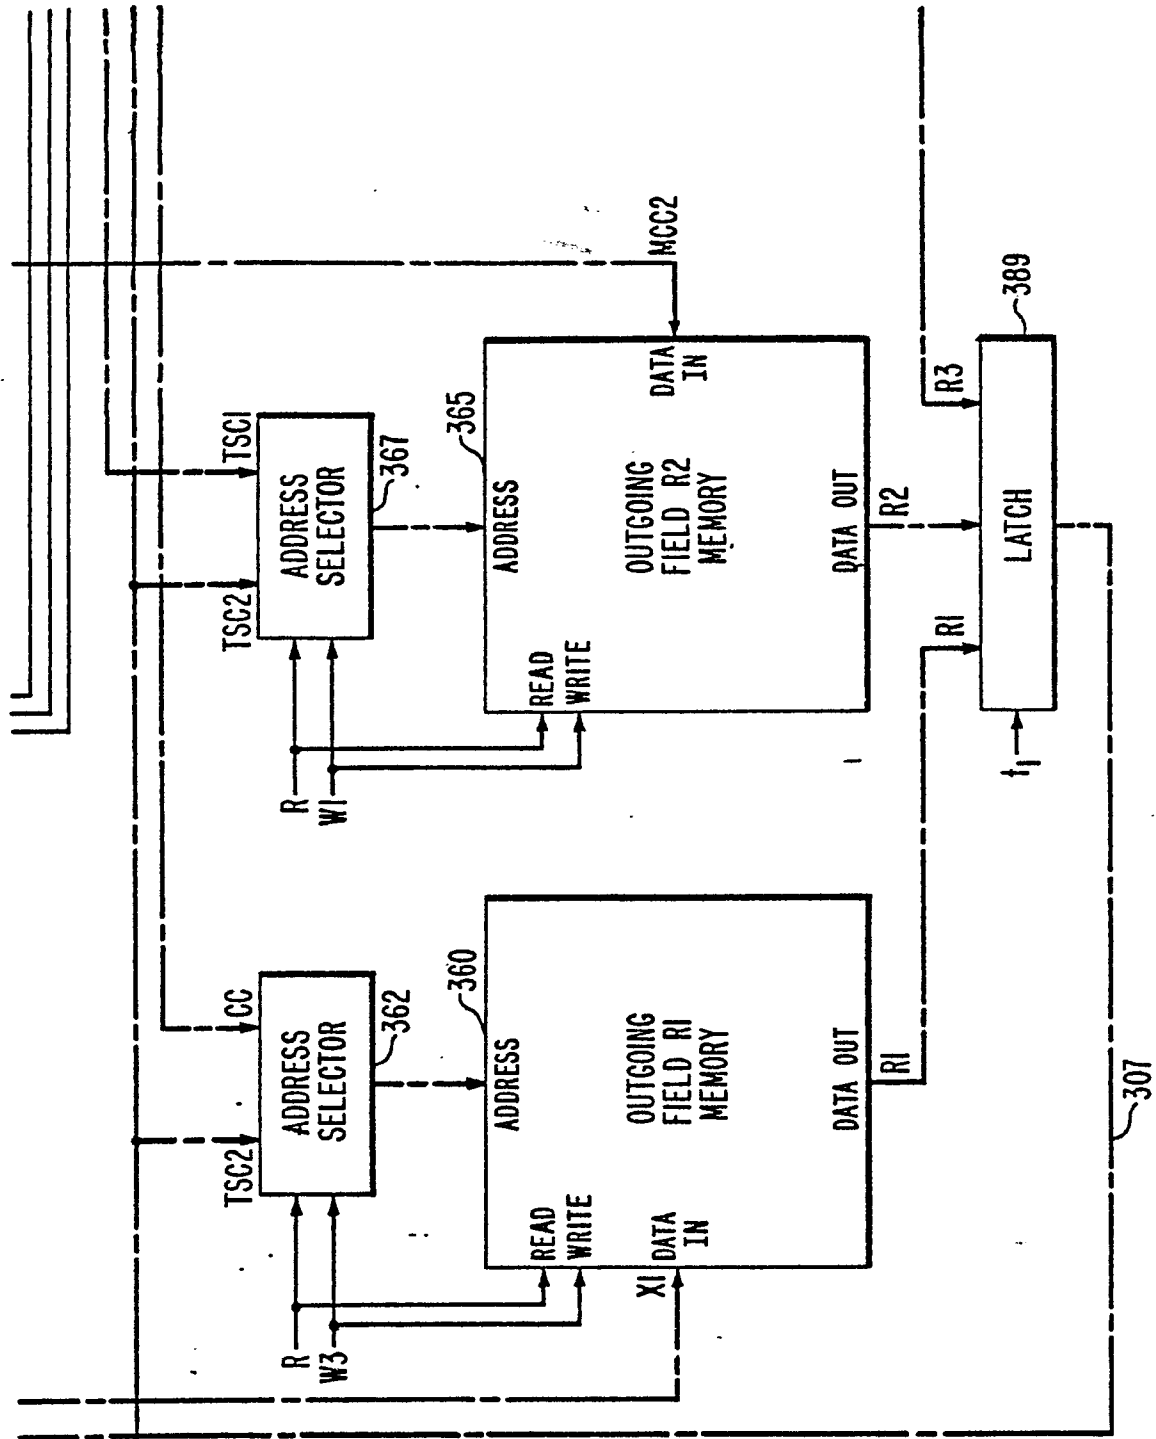 TSC2
CC
ADDRESS
SELECTOR
362
R
W3
360
ADDRESS
READ
WRITE
X1
DATA
IN
OUTGOING
FIELD R1
MEMORY
DATA OUT
R1
307
TSC2
TSC1
ADDRESS
SELECTOR
367
R
W1
365
ADDRESS
READ
WRITE
MCC2
DATA
IN
OUTGOING
FIELD R2
MEMORY
DATA OUT
R2
R1
R3
389
LATCH
t1